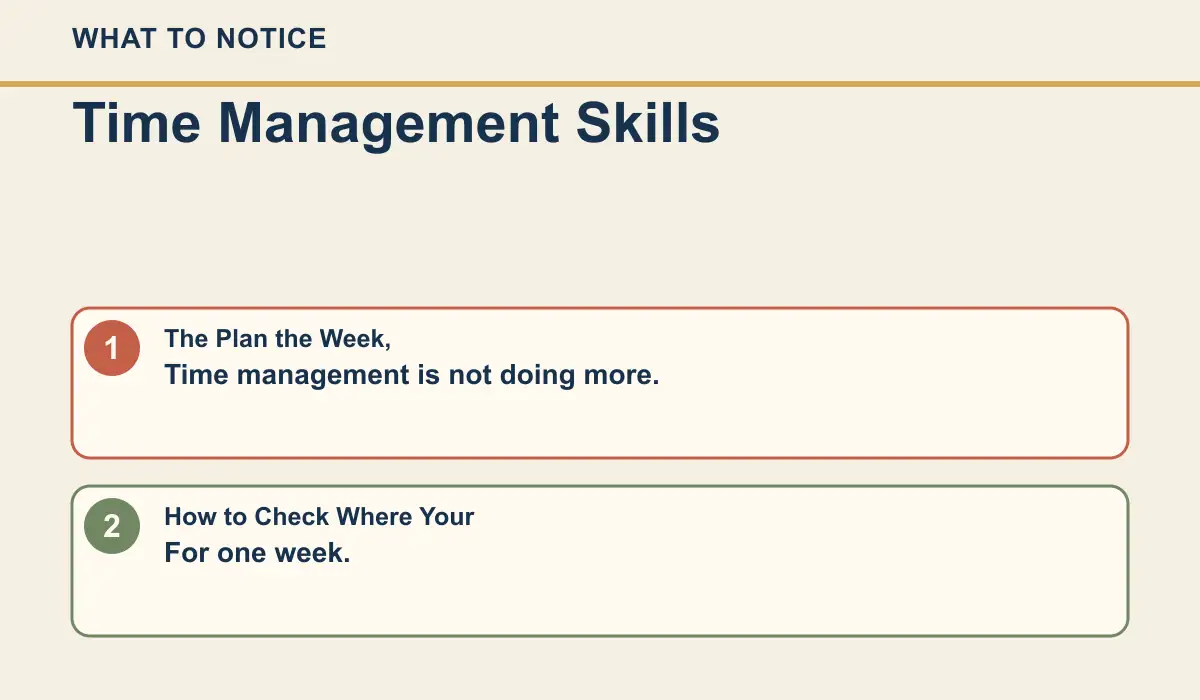 WHAT TO NOTICE
Time Management Skills
1
The Plan the Week,
Time management is not doing more.
2
How to Check Where Your
For one week.